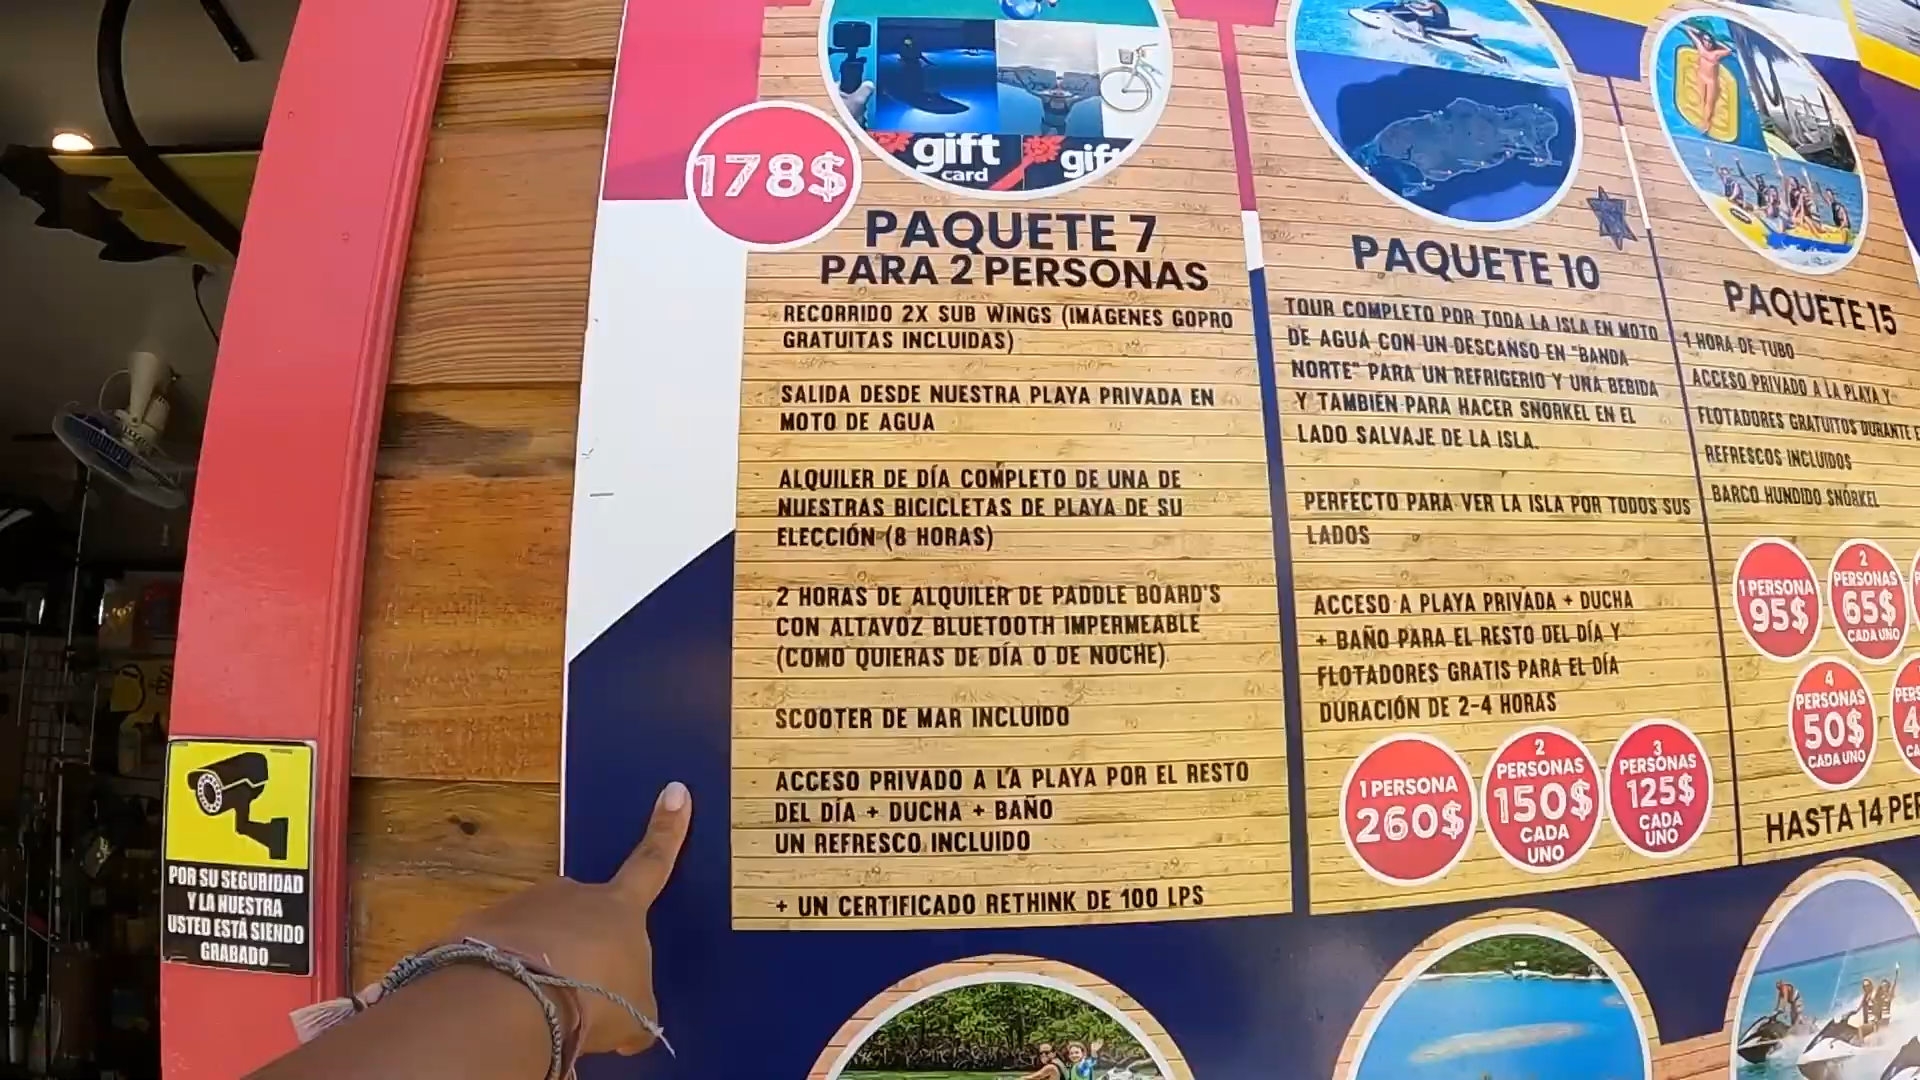 gift
card
gift
178$
PAQUETE 7
PARA 2 PERSONAS
RECORRIDO 2X SUB WINGS (IMÁGENES GOPRO
GRATUITAS INCLUIDAS)
SALIDA DESDE NUESTRA PLAYA PRIVADA EN
MOTO DE AGUA
ALQUILER DE DÍA COMPLETO DE UNA DE
NUESTRAS BICICLETAS DE PLAYA DE SU
ELECCIÓN (8 HORAS)
2 HORAS DE ALQUILER DE PADDLE BOARD'S
CON ALTAVOZ BLUETOOTH IMPERMEABLE
(COMO QUIERAS DE DÍA O DE NOCHE)
SCOOTER DE MAR INCLUIDO
ACCESO PRIVADO A LA PLAYA POR EL RESTO
DEL DÍA + DUCHA + BAÑO
UN REFRESCO INCLUIDO
+ UN CERTIFICADO RETHINK DE 100 LPS
PAQUETE 10
TOUR COMPLETO POR TODA LA ISLA EN MOTO
DE AGUA CON UN DESCANSO EN "BANDA
NORTE" PARA UN REFRIGERIO Y UNA BEBIDA
Y TAMBIÉN PARA HACER SNORKEL EN EL
LADO SALVAJE DE LA ISLA.
PERFECTO PARA VER LA ISLA POR TODOS SUS
LADOS
ACCESO A PLAYA PRIVADA + DUCHA
+ BAÑO PARA EL RESTO DEL DÍA Y
FLOTADORES GRATIS PARA EL DÍA
DURACIÓN DE 2-4 HORAS
1 PERSONA
260$
2
PERSONAS
150$
CADA
UNO
3
PERSONAS
125$
CADA
UNO
PAQUETE 15
1 HORA DE TUBO
ACCESO PRIVADO A LA PLAYA Y
FLOTADORES GRATUITOS DURANTE
REFRESCOS INCLUIDOS
BARCO HUNDIDO SNORKEL
1 PERSONA
95$
2
PERSONAS
65$
CADA UNO
4
PERSONAS
50$
CADA UNO
HASTA 14
POR SU SEGURIDAD
Y LA NUESTRA
USTED ESTÁ SIENDO
GRABADO